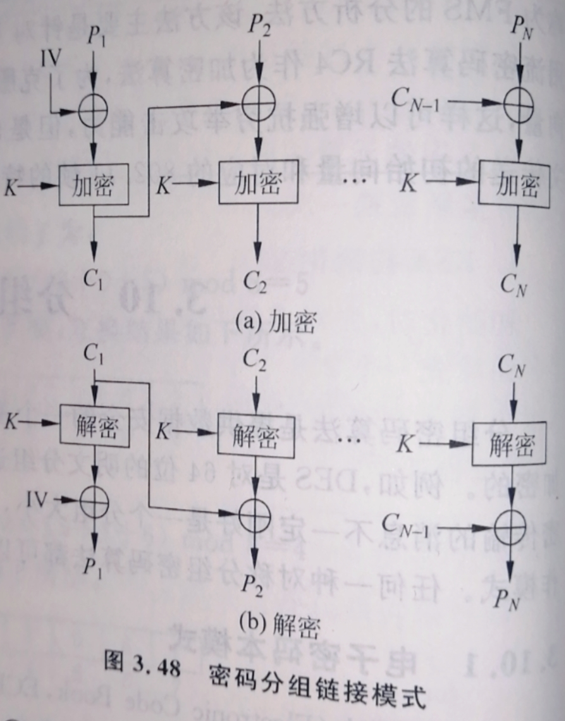 P1 P2 PN
IV
CN−1
K 加密 K 加密 … K 加密
C1 C2 CN
(a) 加密
C1 C2 CN
K 解密 K 解密 … K 解密
IV CN−1
P1 P2 PN
(b) 解密
图 3.48 密码分组链接模式